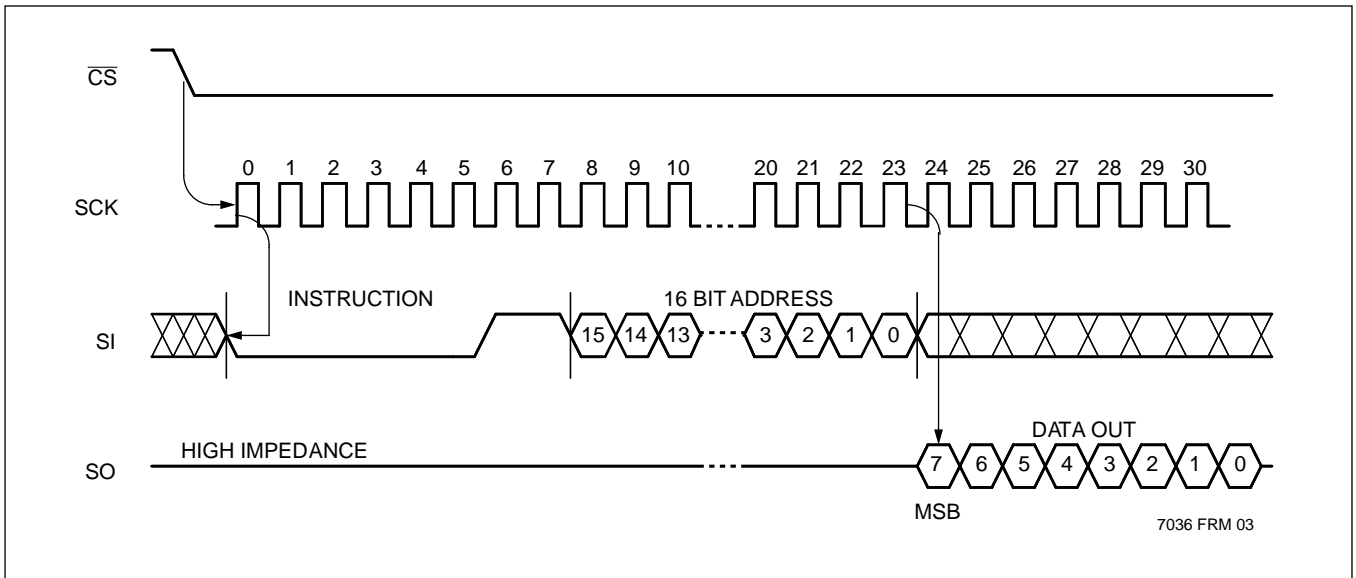 CS
0 1 2 3 4 5 6 7 8 9 10 20 21 22 23 24 25 26 27 28 29 30
SCK
INSTRUCTION 16 BIT ADDRESS
SI
15 14 13 3 2 1 0
HIGH IMPEDANCE DATA OUT
SO
7 6 5 4 3 2 1 0
MSB
7036 FRM 03